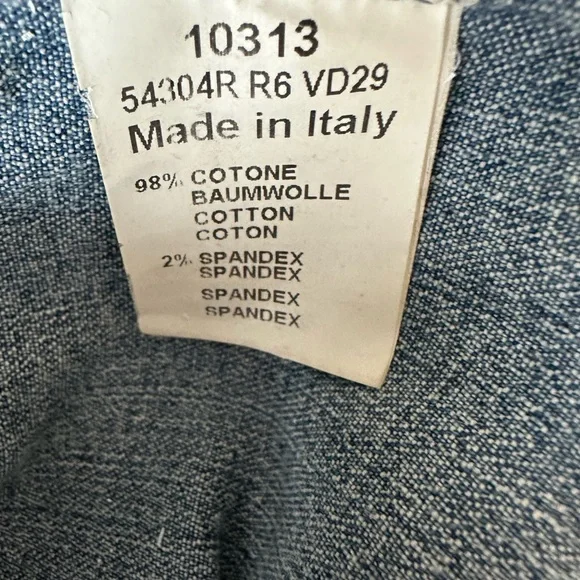 10313
54304R R6 VD29
Made in Italy
98% COTONE
BAUMWOLLE
COTTON
COTON
2% SPANDEX
SPANDEX
SPANDEX
SPANDEX